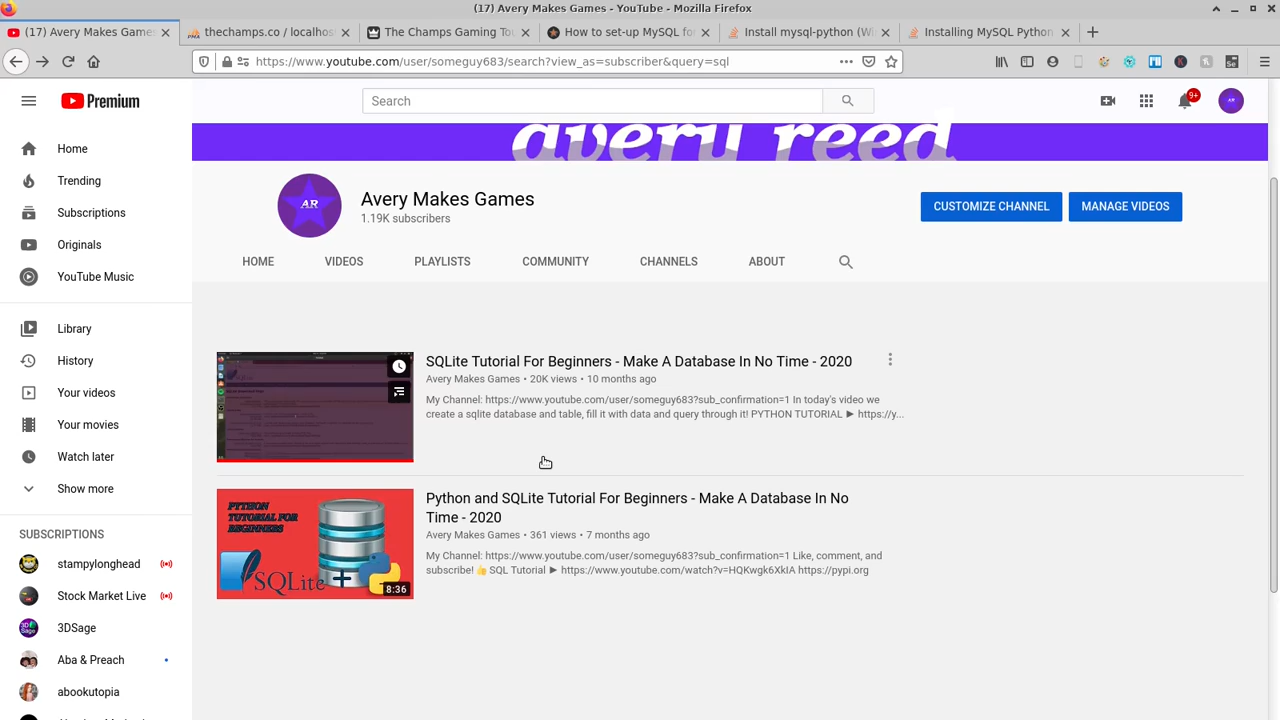 (17) Avery Makes Games - YouTube - Mozilla Firefox
(17) Avery Makes Games
thechamps.co / localhos
The Champs Gaming Tou
How to set-up MySQL for
Install mysql-python (Wi
Installing MySQL Python
https://www.youtube.com/user/someguy683/search?view_as=subscriber&query=sql
Premium
Search
9+
AR
avery reed
Home
Trending
Subscriptions
Originals
YouTube Music
Library
History
Your videos
Your movies
Watch later
Show more
SUBSCRIPTIONS
stampylonghead
Stock Market Live
3DSage
Aba & Preach
abookutopia
AR
Avery Makes Games
1.19K subscribers
CUSTOMIZE CHANNEL
MANAGE VIDEOS
HOME
VIDEOS
PLAYLISTS
COMMUNITY
CHANNELS
ABOUT
SQLite Tutorial For Beginners - Make A Database In No Time - 2020
Avery Makes Games • 20K views • 10 months ago
My Channel: https://www.youtube.com/user/someguy683?sub_confirmation=1 In today's video we
create a sqlite database and table, fill it with data and query through it! PYTHON TUTORIAL ► https://y...
PYTHON
TUTORIAL FOR
BEGINNERS
SQLite +
8:36
Python and SQLite Tutorial For Beginners - Make A Database In No
Time - 2020
Avery Makes Games • 361 views • 7 months ago
My Channel: https://www.youtube.com/user/someguy683?sub_confirmation=1 Like, comment, and
subscribe! 👍 SQL Tutorial ► https://www.youtube.com/watch?v=HQKwgk6XkIA https://pypi.org